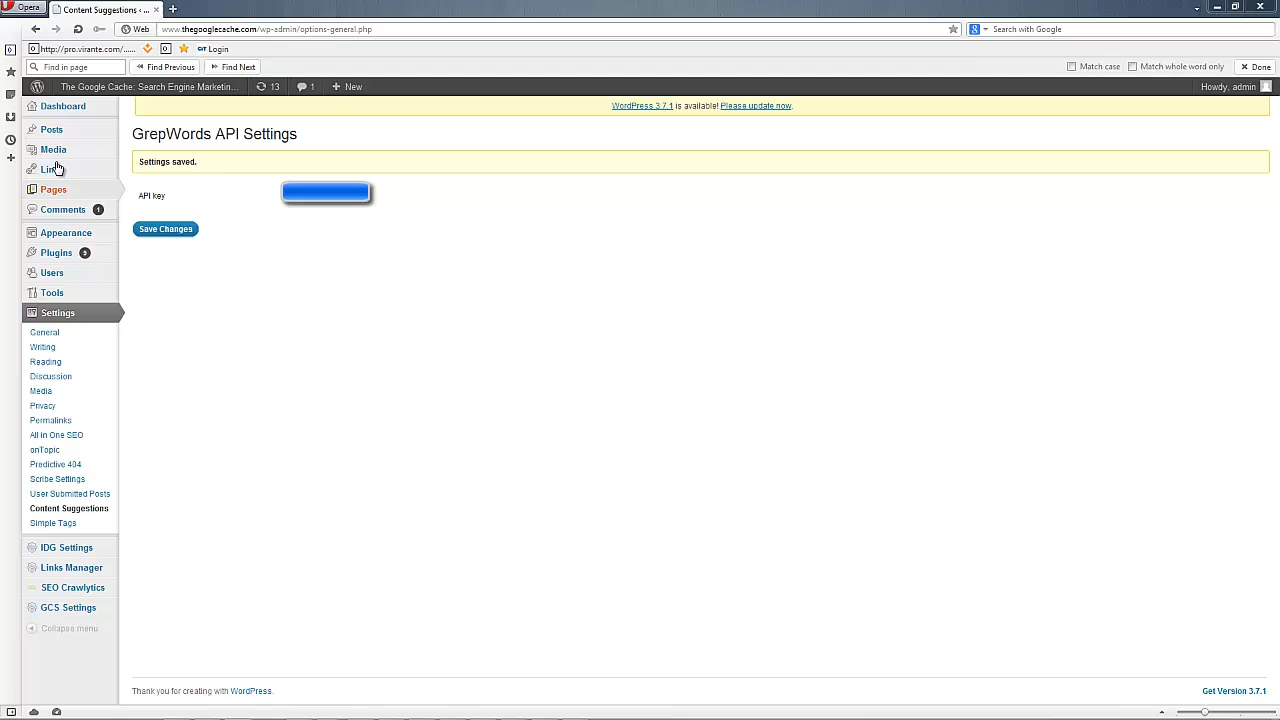 Opera
Content Suggestions ‹ ...
Web
www.thegooglecache.com/wp-admin/options-general.php
Search with Google
http://pro.virante.com/.....
GIT Login
Find in page
Find Previous
Find Next
Match case
Match whole word only
Done
The Google Cache: Search Engine Marketin...
13
1
+ New
Howdy, admin
Dashboard
WordPress 3.7.1 is available! Please update now.
Posts
GrepWords API Settings
Media
Settings saved.
Pages
API key
Comments 1
Save Changes
Appearance
Plugins 9
Users
Tools
Settings
General
Writing
Reading
Discussion
Media
Privacy
Permalinks
All in One SEO
onTopic
Predictive 404
Scribe Settings
User Submitted Posts
Content Suggestions
Simple Tags
IDG Settings
Links Manager
SEO Crawlytics
GCS Settings
Collapse menu
Thank you for creating with WordPress.
Get Version 3.7.1